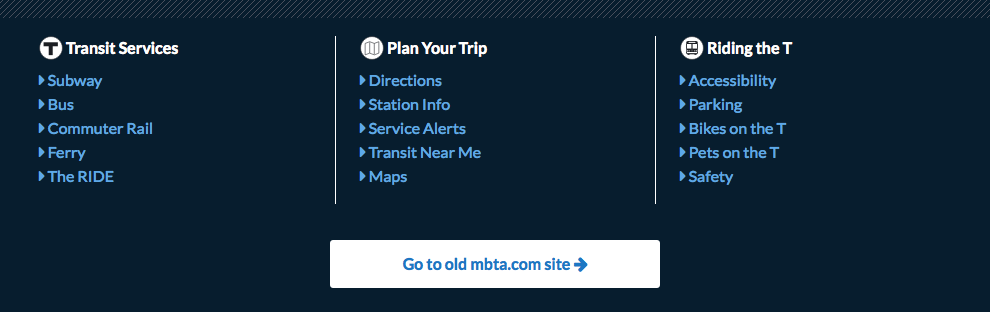 Transit Services
Subway
Bus
Commuter Rail
Ferry
The RIDE
Plan Your Trip
Directions
Station Info
Service Alerts
Transit Near Me
Maps
Riding the T
Accessibility
Parking
Bikes on the T
Pets on the T
Safety
Go to old mbta.com site